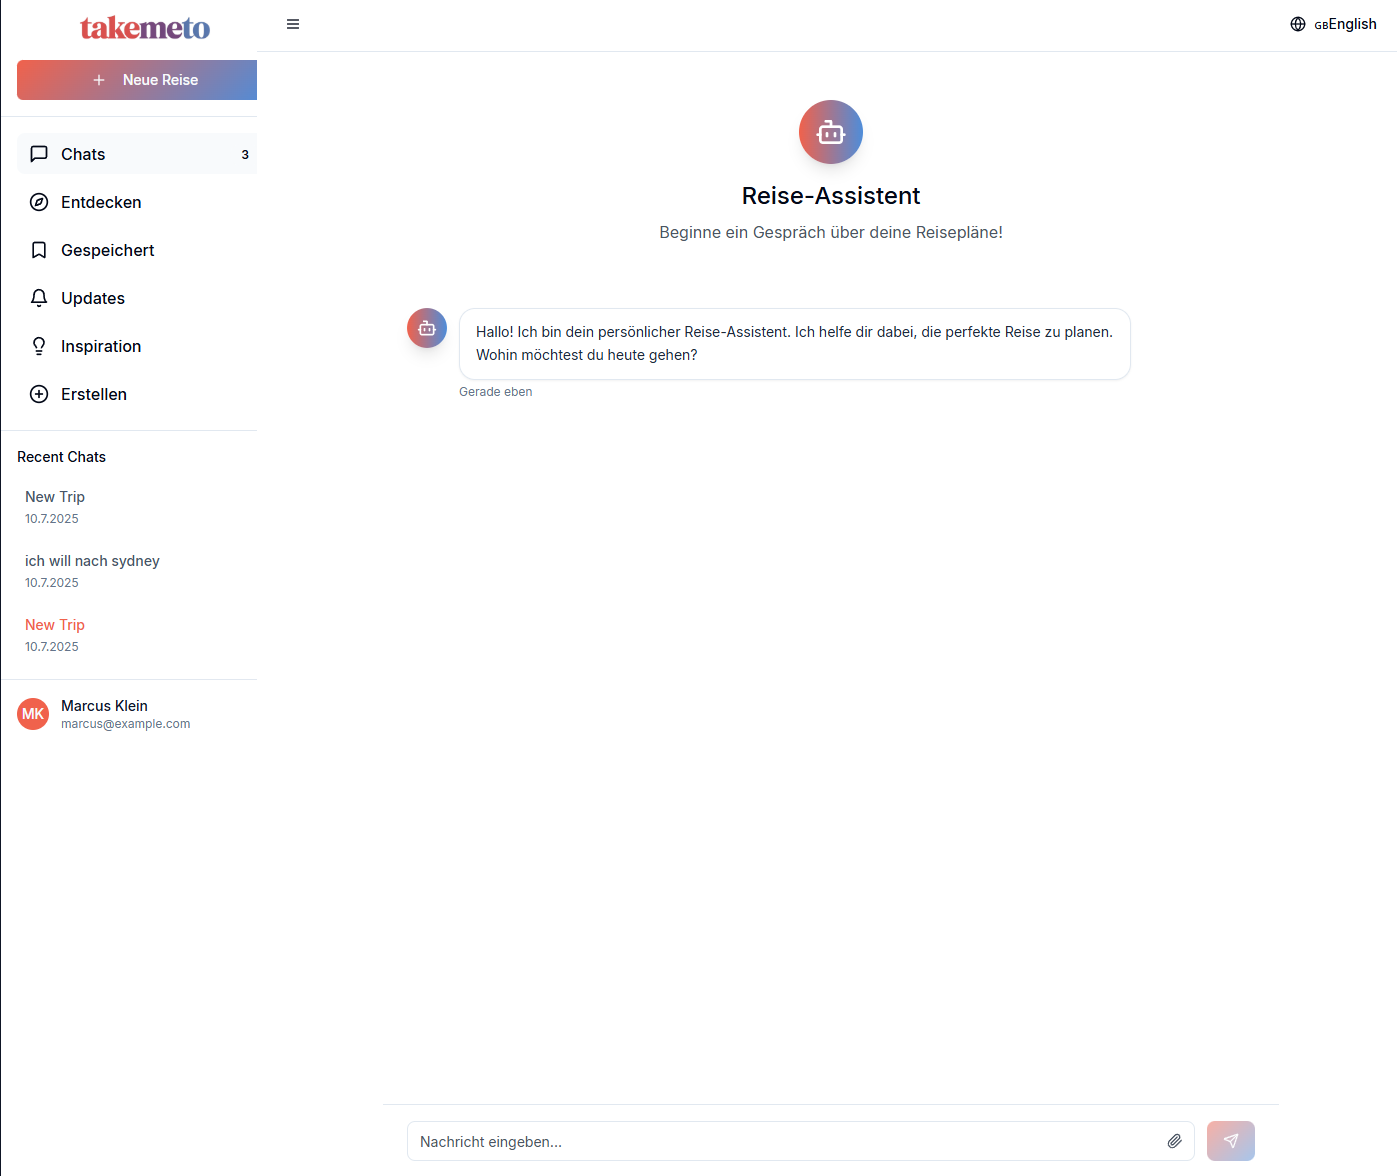 takemeto
Neue Reise
Chats 3
Entdecken
Gespeichert
Updates
Inspiration
Erstellen
Recent Chats
New Trip
10.7.2025
ich will nach sydney
10.7.2025
New Trip
10.7.2025
MK
Marcus Klein
marcus@example.com
GBEnglish
Reise-Assistent
Beginne ein Gespräch über deine Reisepläne!
Hallo! Ich bin dein persönlicher Reise-Assistent. Ich helfe dir dabei, die perfekte Reise zu planen.
Wohin möchtest du heute gehen?
Gerade eben
Nachricht eingeben...